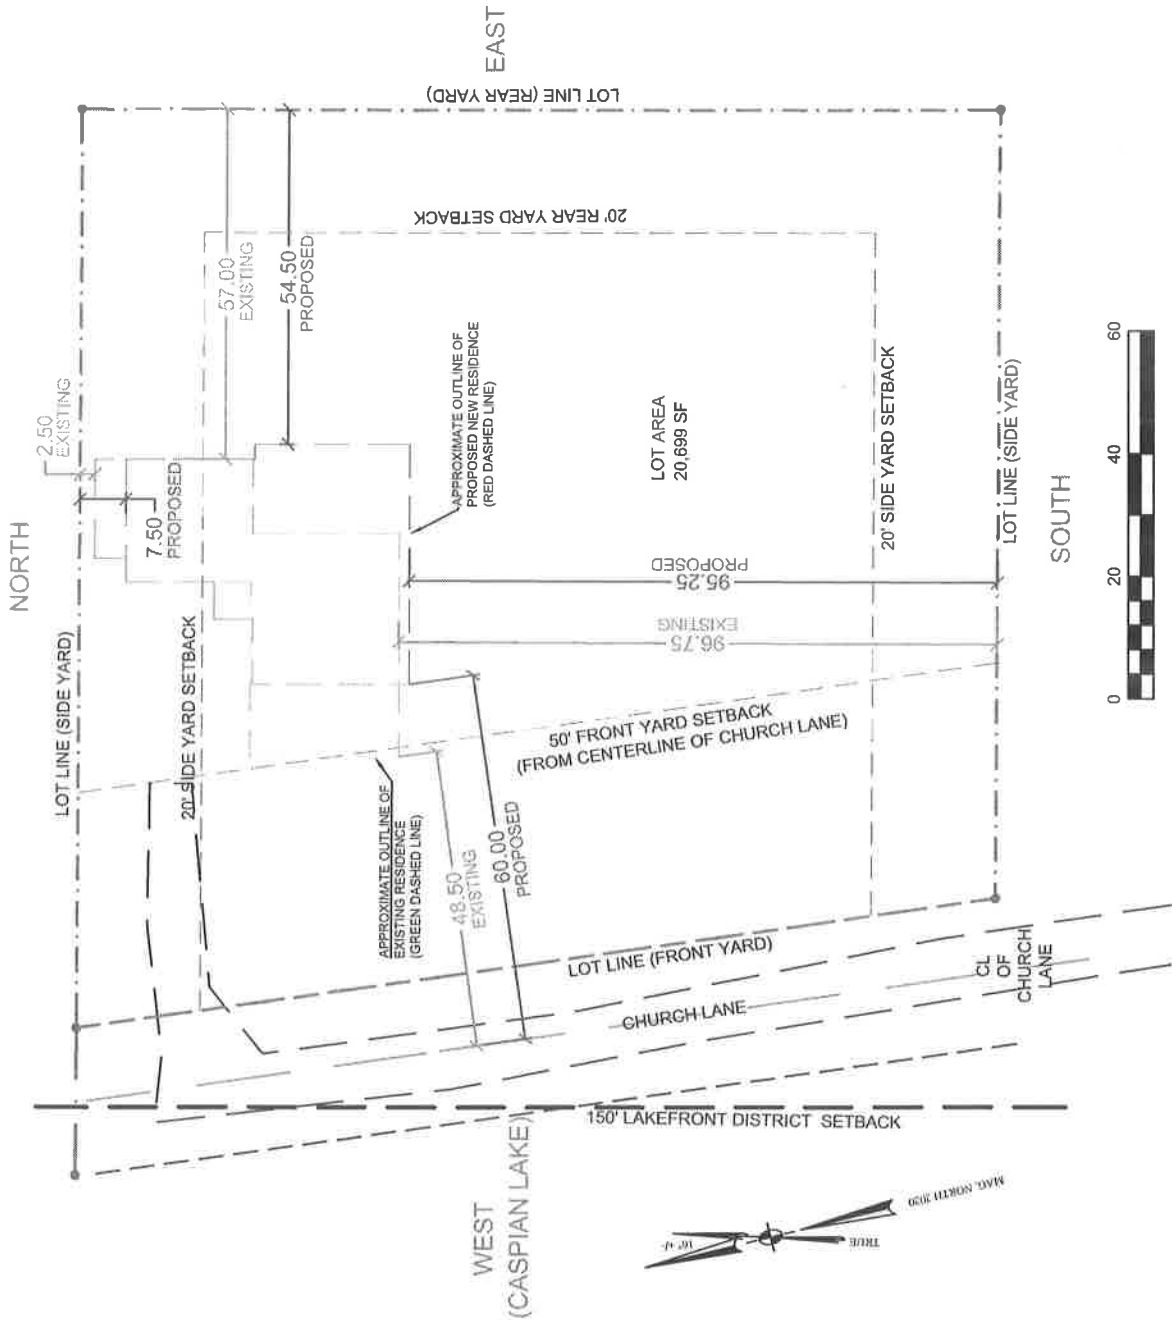 NORTH
EAST
SOUTH
WEST
(CASPIAN LAKE)
LOT LINE (SIDE YARD)
20' SIDE YARD SETBACK
2.50
EXISTING
7.50
PROPOSED
57.00
EXISTING
54.50
PROPOSED
LOT LINE (REAR YARD)
20' REAR YARD SETBACK
APPROXIMATE OUTLINE OF
PROPOSED NEW RESIDENCE
(RED DASHED LINE)
LOT AREA
20,699 SF
95.25
PROPOSED
96.75
EXISTING
20' SIDE YARD SETBACK
LOT LINE (SIDE YARD)
50' FRONT YARD SETBACK
(FROM CENTERLINE OF CHURCH LANE)
APPROXIMATE OUTLINE OF
EXISTING RESIDENCE
(GREEN DASHED LINE)
48.50
EXISTING
60.00
PROPOSED
LOT LINE (FRONT YARD)
CHURCH LANE
CL
OF
CHURCH
LANE
150' LAKEFRONT DISTRICT SETBACK
0 20 40 60
16° +/-
TRUE
MAG. NORTH 2020